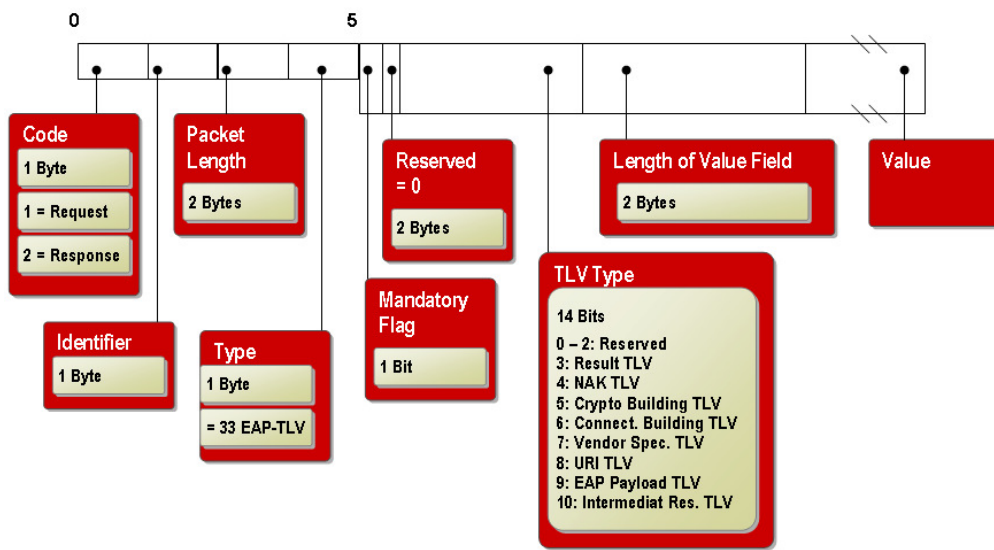 0
5
Code
1 Byte
1 = Request
2 = Response
Packet
Length
2 Bytes
Reserved
= 0
2 Bytes
Length of Value Field
2 Bytes
Value
Identifier
1 Byte
Type
1 Byte
= 33 EAP-TLV
Mandatory
Flag
1 Bit
TLV Type
14 Bits
0 – 2: Reserved
3: Result TLV
4: NAK TLV
5: Crypto Building TLV
6: Connect. Building TLV
7: Vendor Spec. TLV
8: URI TLV
9: EAP Payload TLV
10: Intermediat Res. TLV